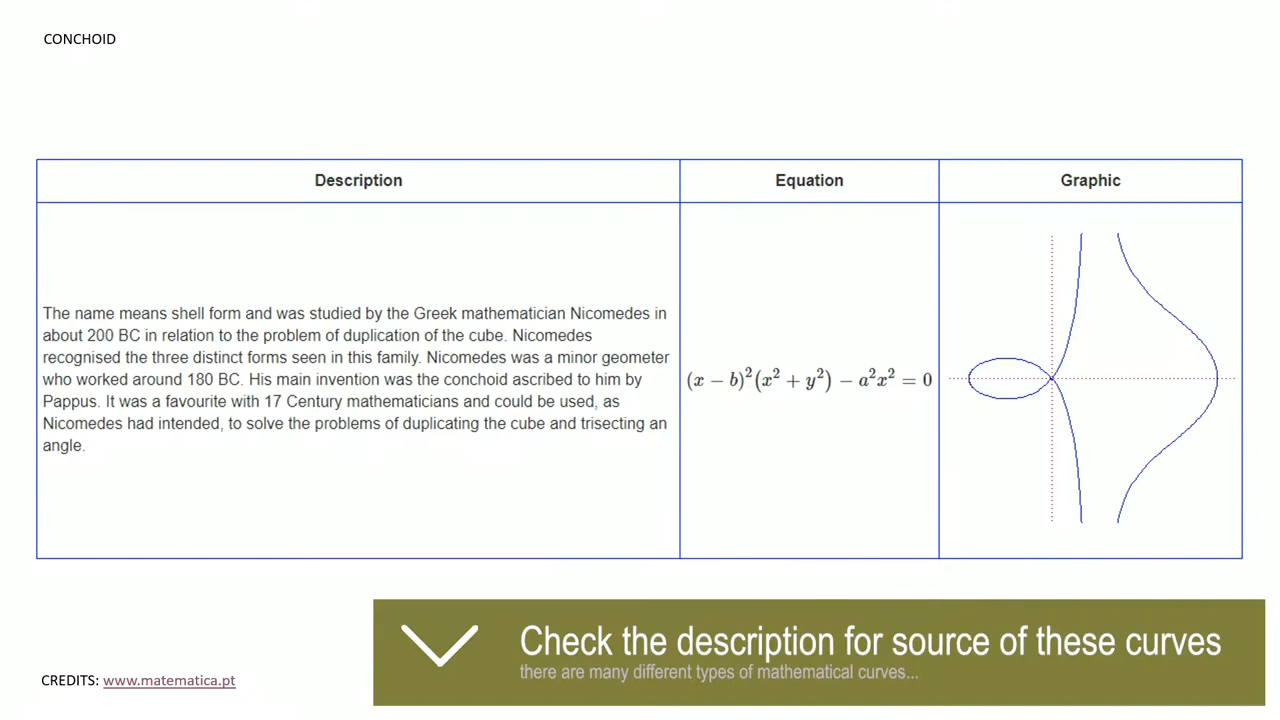 CONCHOID
Description
Equation
Graphic
The name means shell form and was studied by the Greek mathematician Nicomedes in
about 200 BC in relation to the problem of duplication of the cube. Nicomedes
recognised the three distinct forms seen in this family. Nicomedes was a minor geometer
who worked around 180 BC. His main invention was the conchoid ascribed to him by
Pappus. It was a favourite with 17 Century mathematicians and could be used, as
Nicomedes had intended, to solve the problems of duplicating the cube and trisecting an
angle.
(x − b)²(x² + y²) − a²x² = 0
Check the description for source of these curves
there are many different types of mathematical curves...
CREDITS: www.matematica.pt